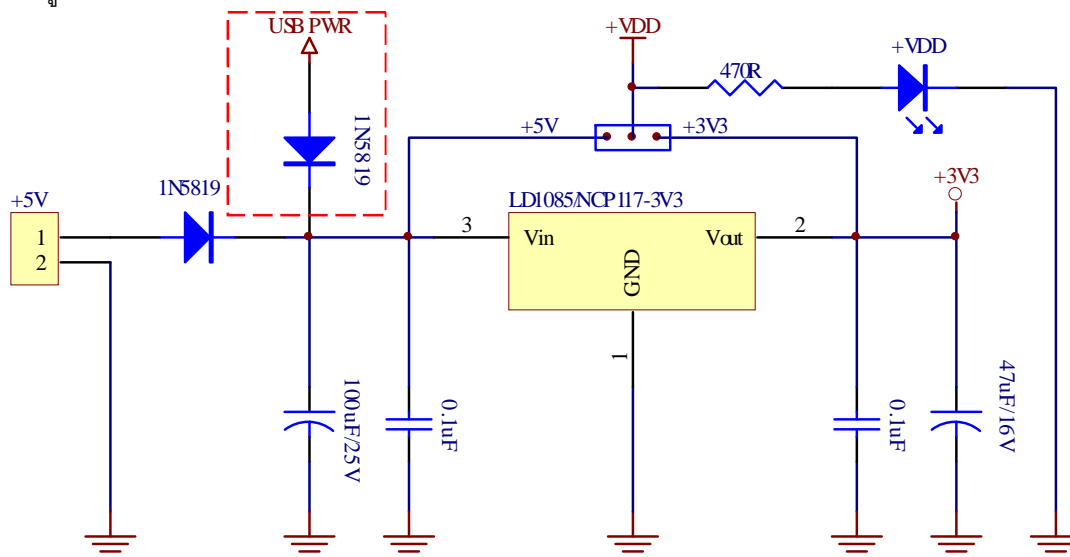 USB PWR
+VDD
+VDD
470R
1N5819
+5V
+3V3
1N5819
+5V
LD1085/NCP117-3V3
+3V3
1
2
3
Vin
Vout
2
GND
1
100uF/25V
0.1uF
0.1uF
47uF/16V